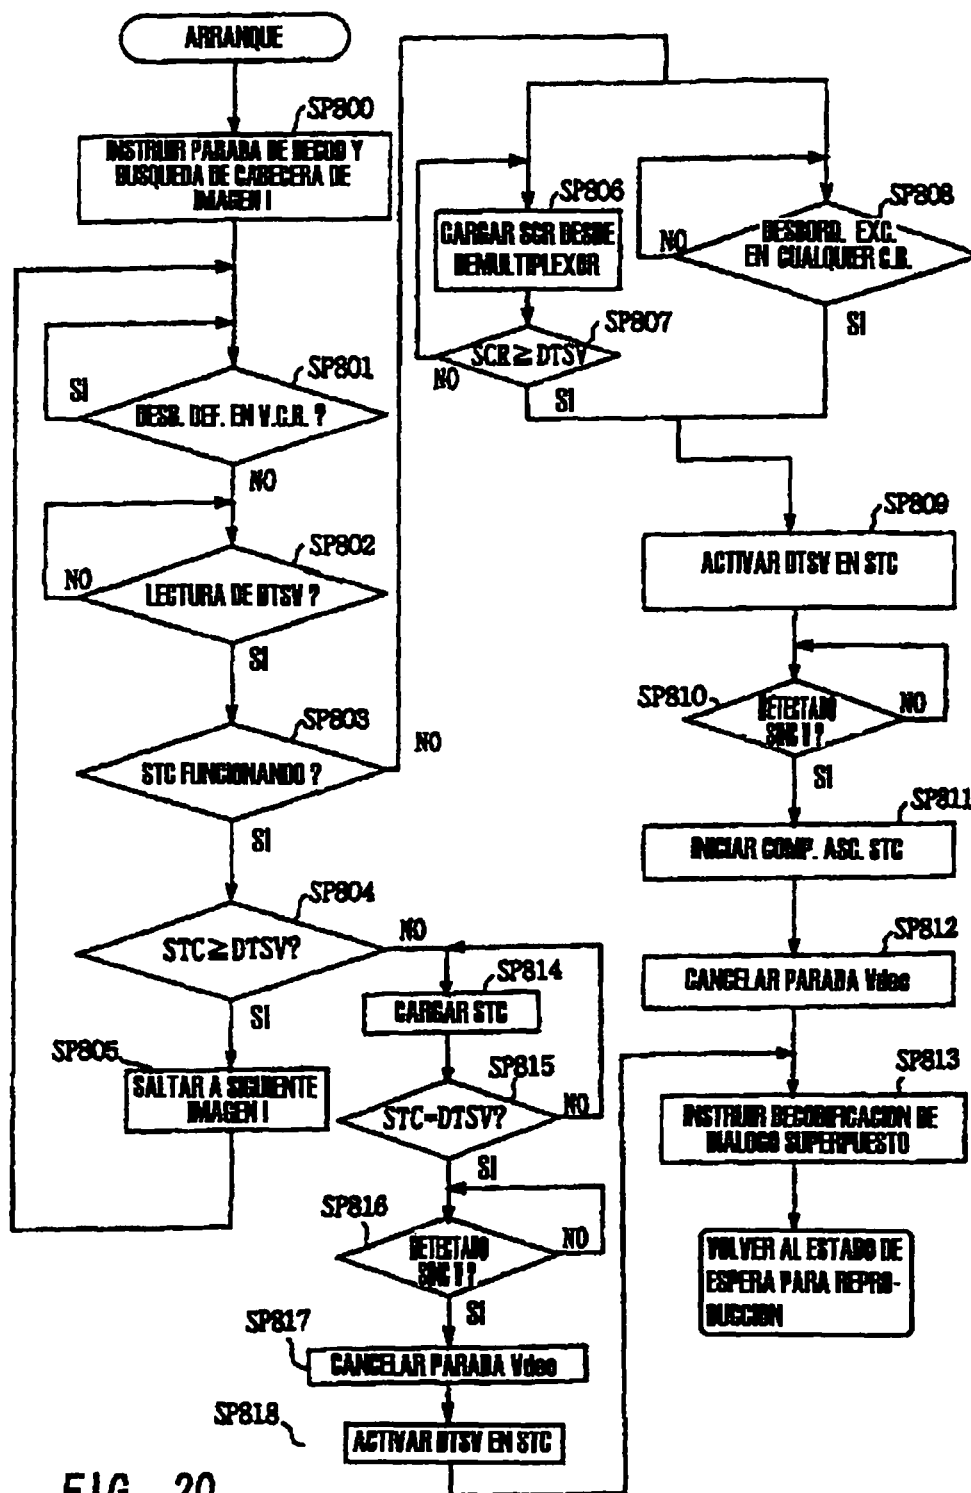 ARRANQUE
SP800
INSTRUIR PARADA DE DECOD Y
BUSQUEDA DE CABECERA DE
IMAGEN I
SP801
SI
DESB. DEF. EN V.C.B. ?
NO
SP802
NO
LECTURA DE DTSV ?
SI
SP803
STC FUNCIONANDO ?
NO
SI
SP804
STC ≧ DTSV?
NO
SI
SP805
SALTAR A SIGUIENTE
IMAGEN I
SP814
CARGAR STC
SP815
STC=DTSV?
NO
SI
SP816
DETECTADO
SINC V ?
NO
SI
SP817
CANCELAR PARADA Vdec
SP818
ACTIVAR DTSV EN STC
SP806
CARGAR SCR DESDE
DEMULTIPLEXOR
SP807
SCR ≧ DTSV
NO
SI
SP808
DESBORD. EXC.
EN CUALQUIER C.B.
NO
SI
SP809
ACTIVAR DTSV EN STC
SP810
DETECTADO
SINC V ?
NO
SI
SP811
INICIAR COMP. ASC. STC
SP812
CANCELAR PARADA Vdec
SP813
INSTRUIR DECODIFICACION DE
DIALOGO SUPERPUESTO
VOLVER AL ESTADO DE
ESPERA PARA REPRO-
DUCCION
FIG. 20